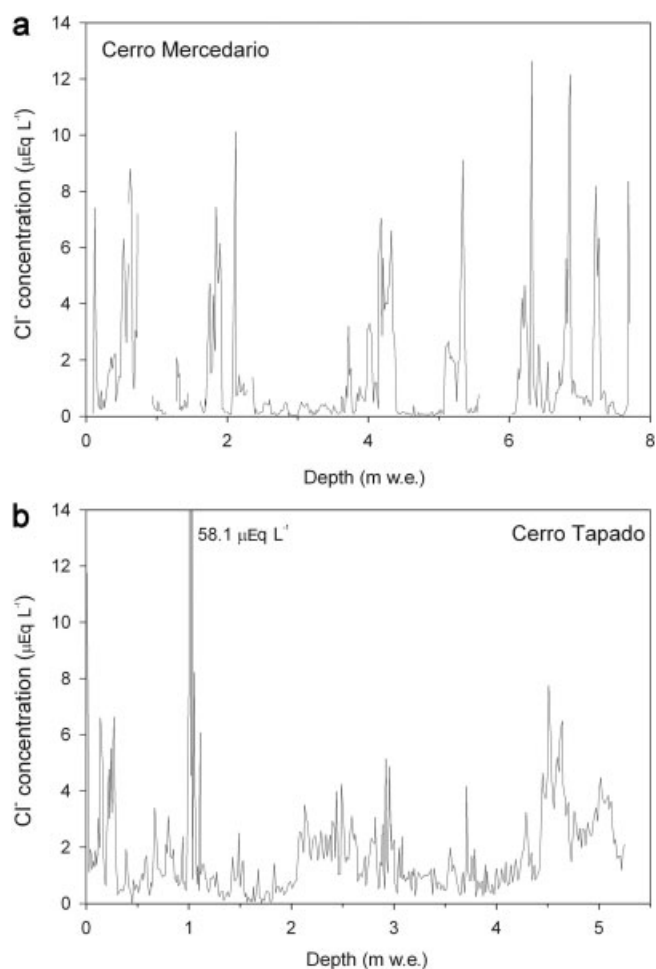 a
Cerro Mercedario
14
12
10
8
6
4
2
0
Cl⁻ concentration (µEq L⁻¹)
0 2 4 6 8
Depth (m w.e.)
b
58.1 µEq L⁻¹
Cerro Tapado
14
12
10
8
6
4
2
0
Cl⁻ concentration (µEq L⁻¹)
0 1 2 3 4 5
Depth (m w.e.)